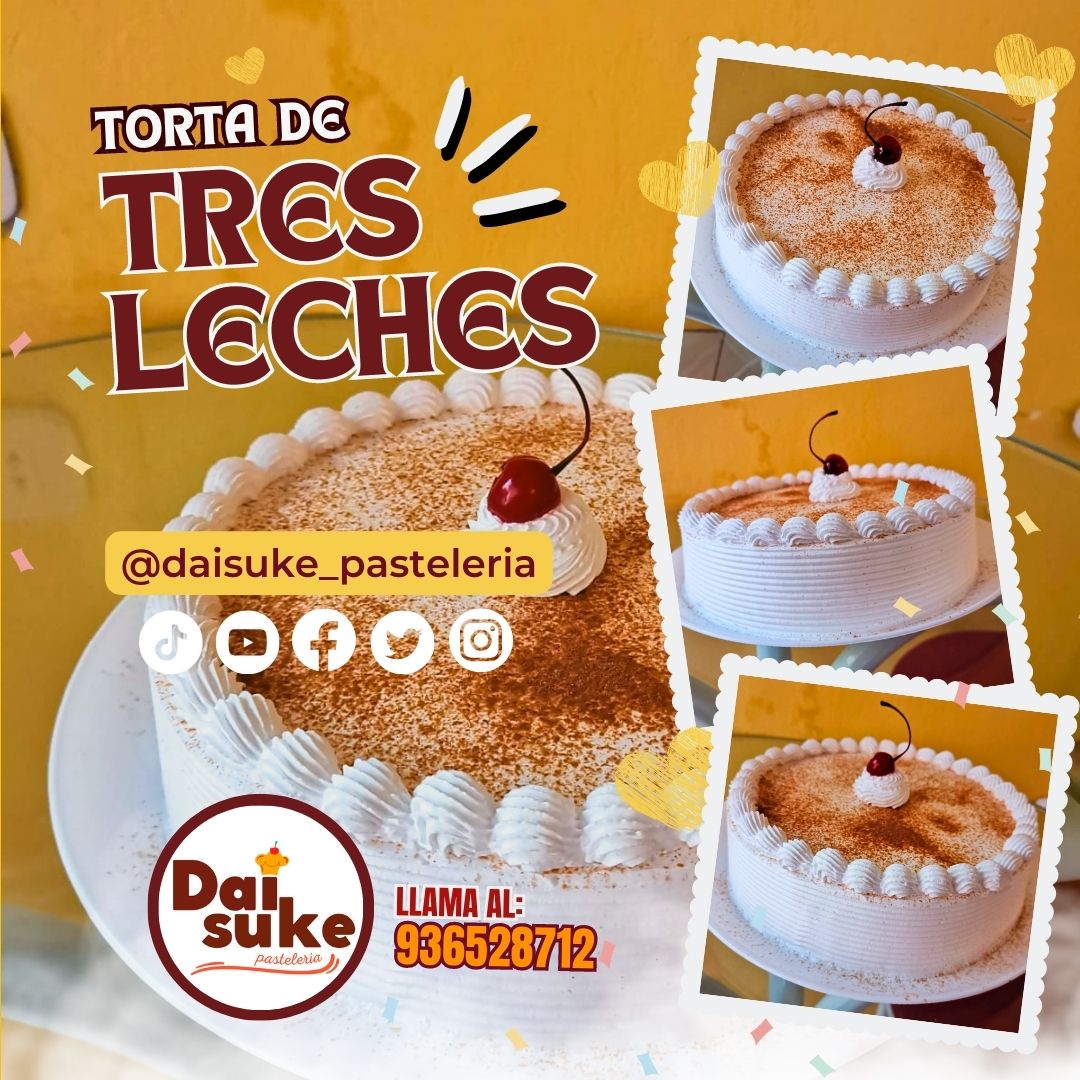 TORTA DE
TRES
LECHES
@daisuke_pasteleria
Dai
suke
pasteleria
LLAMA AL:
936528712